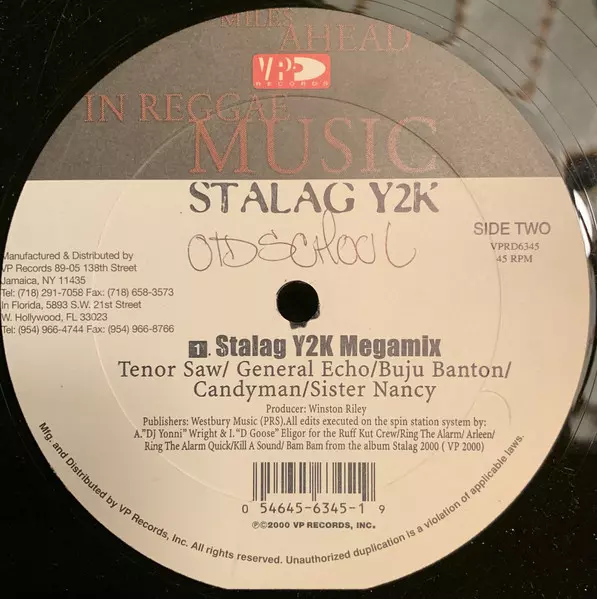 MILES
AHEAD
VP
RECORDS
IN REGGAE
MUSIC
STALAG Y2K
OLDSCHOOL
SIDE TWO
VPRD6345
45 RPM
Manufactured & Distributed by
VP Records 89-05 138th Street
Jamaica, NY 11435
Tel: (718) 291-7058 Fax: (718) 658-3573
In Florida, 5893 S.W. 21st Street
W. Hollywood, FL 33023
Tel: (954) 966-4744 Fax: (954) 966-8766
1. Stalag Y2K Megamix
Tenor Saw/ General Echo/Buju Banton/
Candyman/Sister Nancy
Producer: Winston Riley
Publishers: Westbury Music (PRS).All edits executed on the spin station system by:
A."DJ Yonni" Wright & I."D Goose" Eligor for the Ruff Kut Crew/Ring The Alarm/ Arleen/
Ring The Alarm Quick/Kill A Sound/ Bam Bam from the album Stalag 2000 ( VP 2000)
0 54645-6345-1 9
℗©2000 VP RECORDS, INC.
Mfg. and Distributed by VP Records, Inc. All rights reserved. Unauthorized duplication is a violation of applicable laws.